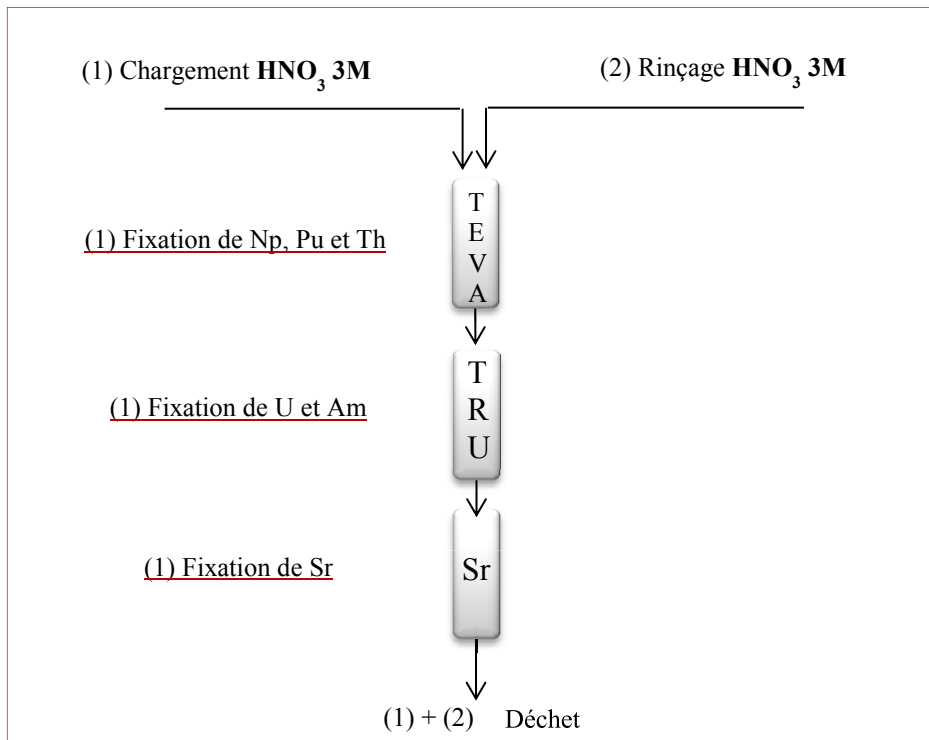 (1) Chargement HNO3 3M
(2) Rinçage HNO3 3M
T
E
V
A
(1) Fixation de Np, Pu et Th
T
R
U
(1) Fixation de U et Am
Sr
(1) Fixation de Sr
(1) + (2) Déchet